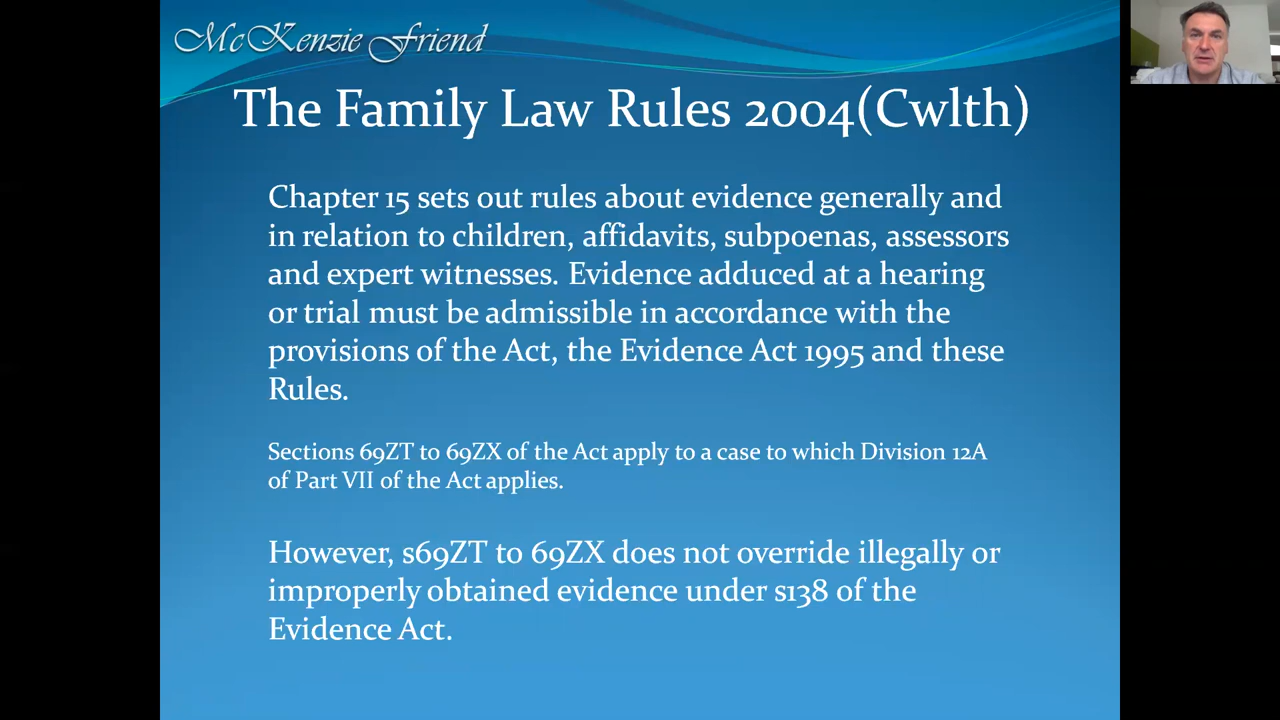 McKenzie Friend
The Family Law Rules 2004(Cwlth)
Chapter 15 sets out rules about evidence generally and
in relation to children, affidavits, subpoenas, assessors
and expert witnesses. Evidence adduced at a hearing
or trial must be admissible in accordance with the
provisions of the Act, the Evidence Act 1995 and these
Rules.
Sections 69ZT to 69ZX of the Act apply to a case to which Division 12A
of Part VII of the Act applies.
However, s69ZT to 69ZX does not override illegally or
improperly obtained evidence under s138 of the
Evidence Act.